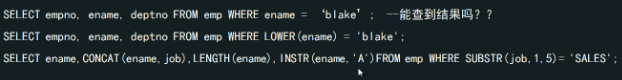 SELECT empno, ename, deptno FROM emp WHERE ename = ‘blake’; --能查到结果吗？？
SELECT empno, ename, deptno FROM emp WHERE LOWER(ename) = 'blake';
SELECT ename,CONCAT(ename,job),LENGTH(ename),INSTR(ename,'A')FROM emp WHERE SUBSTR(job,1,5)='SALES';